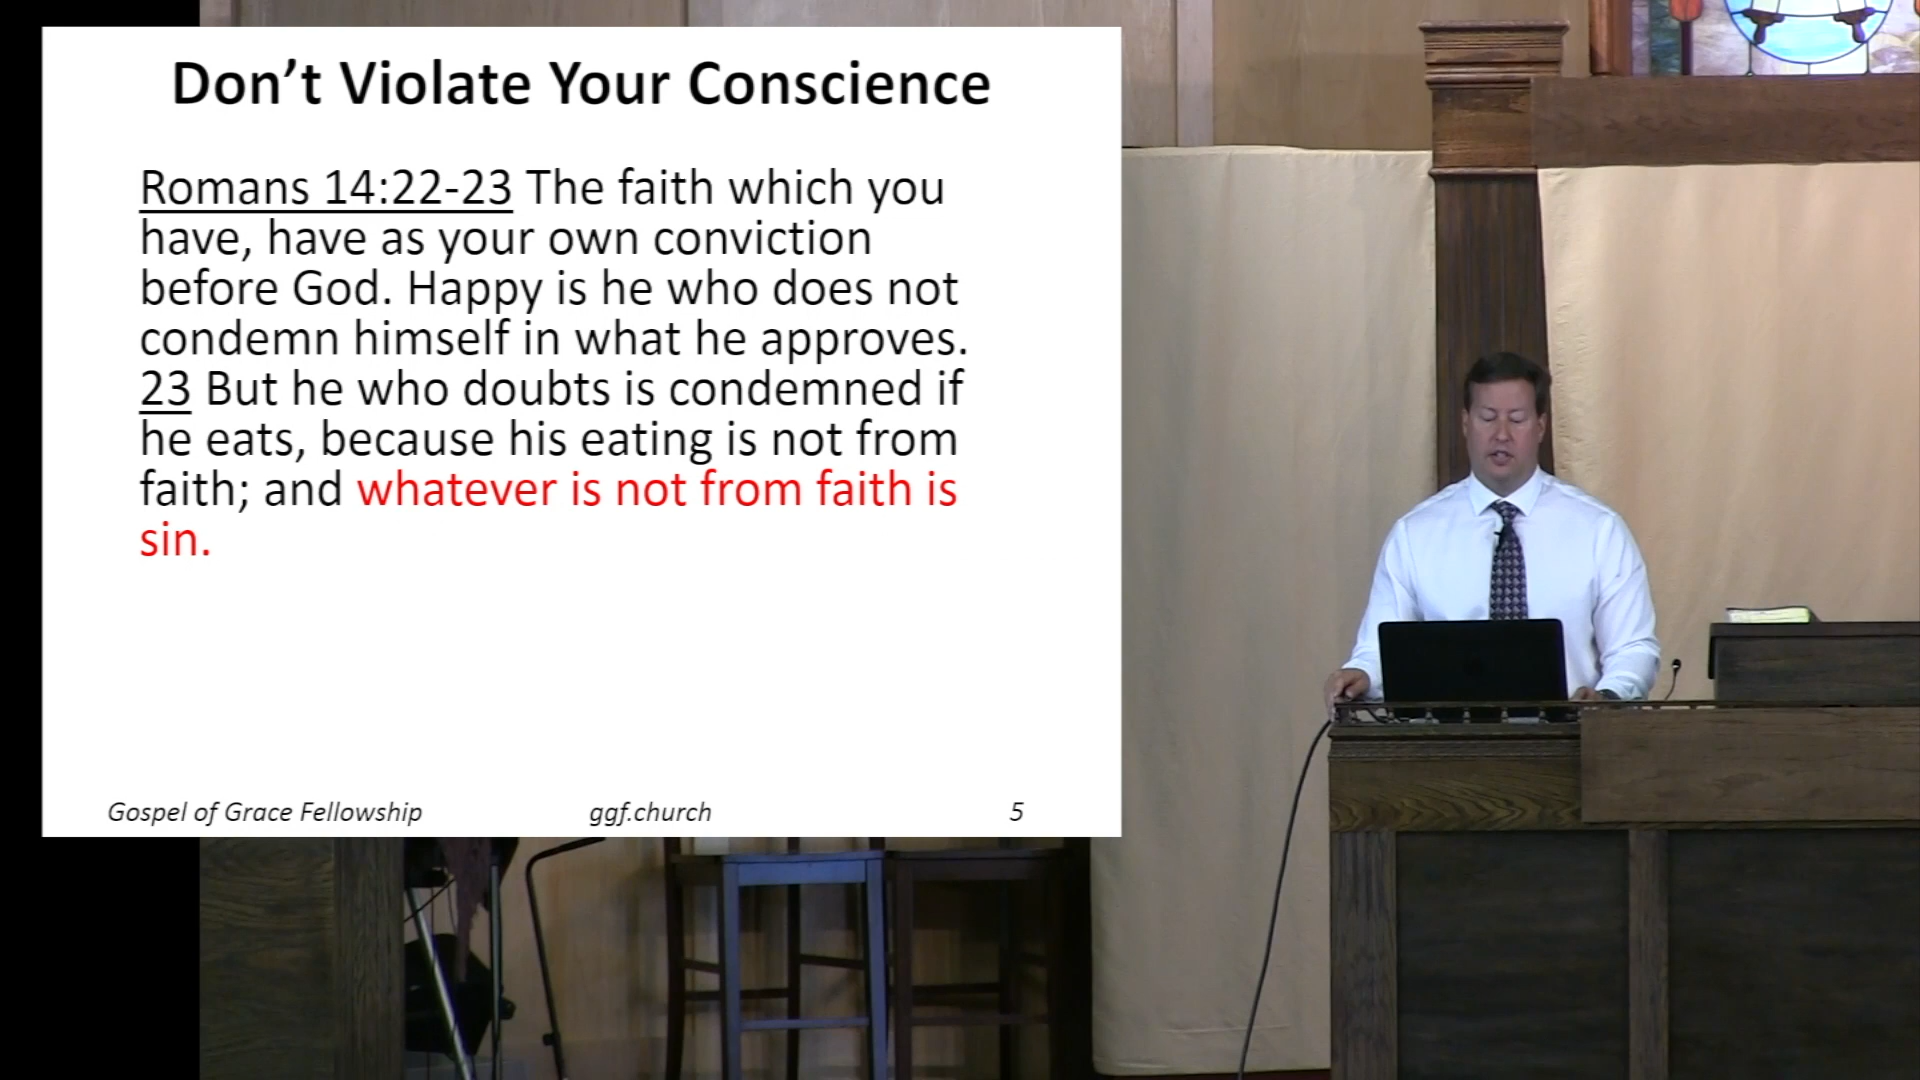 Don’t Violate Your Conscience
Romans 14:22-23 The faith which you
have, have as your own conviction
before God. Happy is he who does not
condemn himself in what he approves.
23 But he who doubts is condemned if
he eats, because his eating is not from
faith; and whatever is not from faith is
sin.
Gospel of Grace Fellowship
ggf.church
5